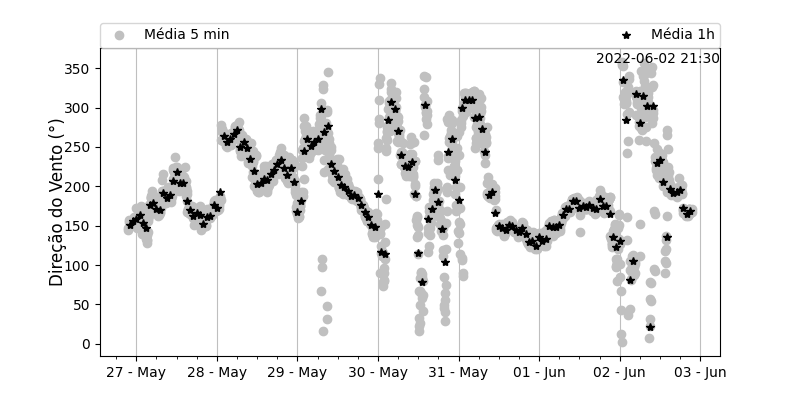 Média 5 min
Média 1h
2022-06-02 21:30
Direção do Vento (°)
350
300
250
200
150
100
50
0
27 - May
28 - May
29 - May
30 - May
31 - May
01 - Jun
02 - Jun
03 - Jun